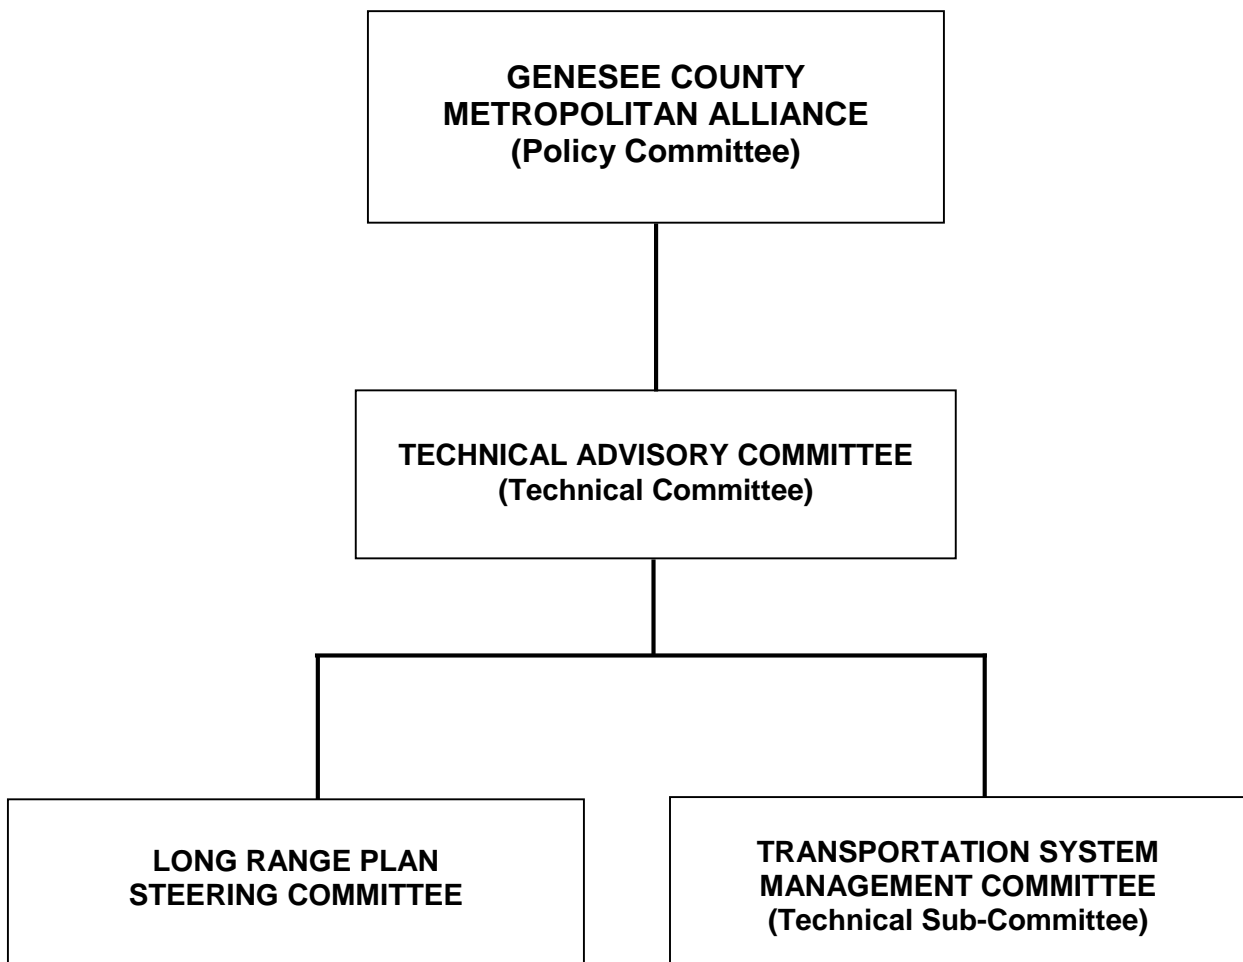 GENESEE COUNTY
METROPOLITAN ALLIANCE
(Policy Committee)
TECHNICAL ADVISORY COMMITTEE
(Technical Committee)
LONG RANGE PLAN
STEERING COMMITTEE
TRANSPORTATION SYSTEM
MANAGEMENT COMMITTEE
(Technical Sub-Committee)